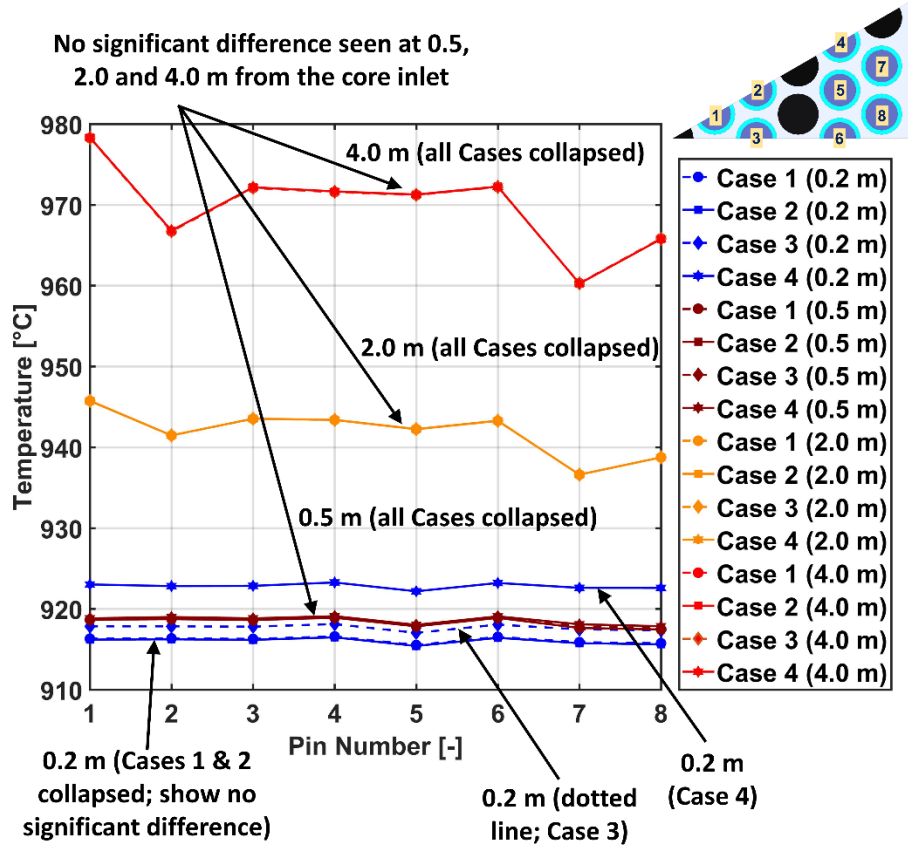 No significant difference seen at 0.5,
2.0 and 4.0 m from the core inlet
4
7
2
5
1
8
3
6
980
970
960
950
940
930
920
910
Temperature [°C]
4.0 m (all Cases collapsed)
2.0 m (all Cases collapsed)
0.5 m (all Cases collapsed)
Case 1 (0.2 m)
Case 2 (0.2 m)
Case 3 (0.2 m)
Case 4 (0.2 m)
Case 1 (0.5 m)
Case 2 (0.5 m)
Case 3 (0.5 m)
Case 4 (0.5 m)
Case 1 (2.0 m)
Case 2 (2.0 m)
Case 3 (2.0 m)
Case 4 (2.0 m)
Case 1 (4.0 m)
Case 2 (4.0 m)
Case 3 (4.0 m)
Case 4 (4.0 m)
1 2 3 4 5 6 7 8
Pin Number [-]
0.2 m (Cases 1 & 2
collapsed; show no
significant difference)
0.2 m (dotted
line; Case 3)
0.2 m
(Case 4)